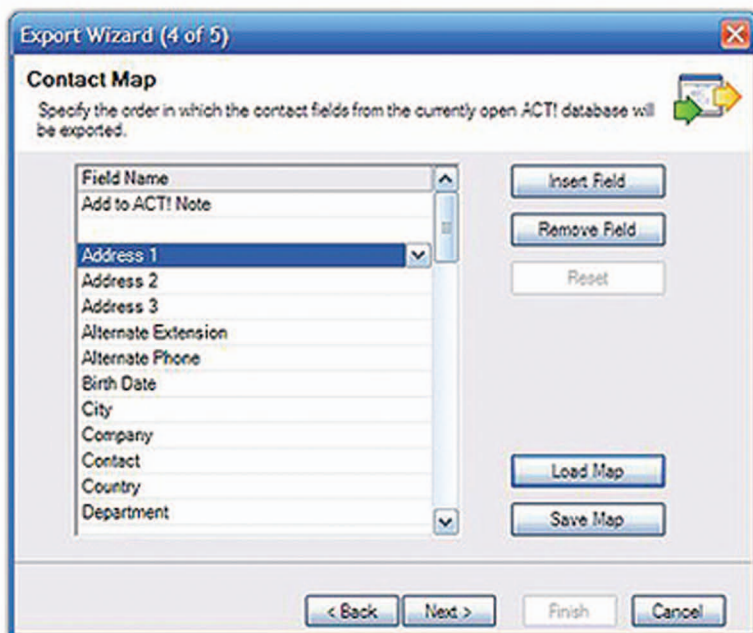 Export Wizard (4 of 5)
Contact Map
Specify the order in which the contact fields from the currently open ACT! database will
be exported.
Field Name
Add to ACT! Note
Address 1
Address 2
Address 3
Alternate Extension
Alternate Phone
Birth Date
City
Company
Contact
Country
Department
Insert Field
Remove Field
Reset
Load Map
Save Map
< Back
Next >
Finish
Cancel